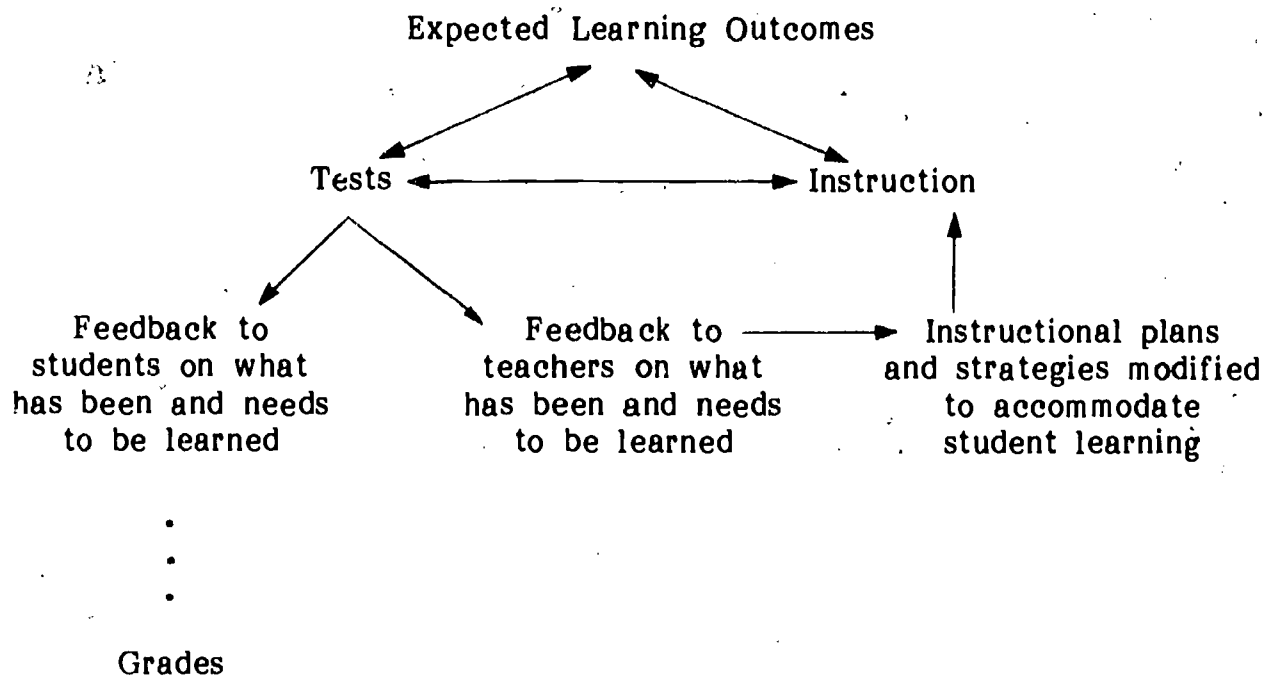 Expected Learning Outcomes
Tests
Instruction
Feedback to
students on what
has been and needs
to be learned
Feedback to
teachers on what
has been and needs
to be learned
Instructional plans
and strategies modified
to accommodate
student learning
Grades